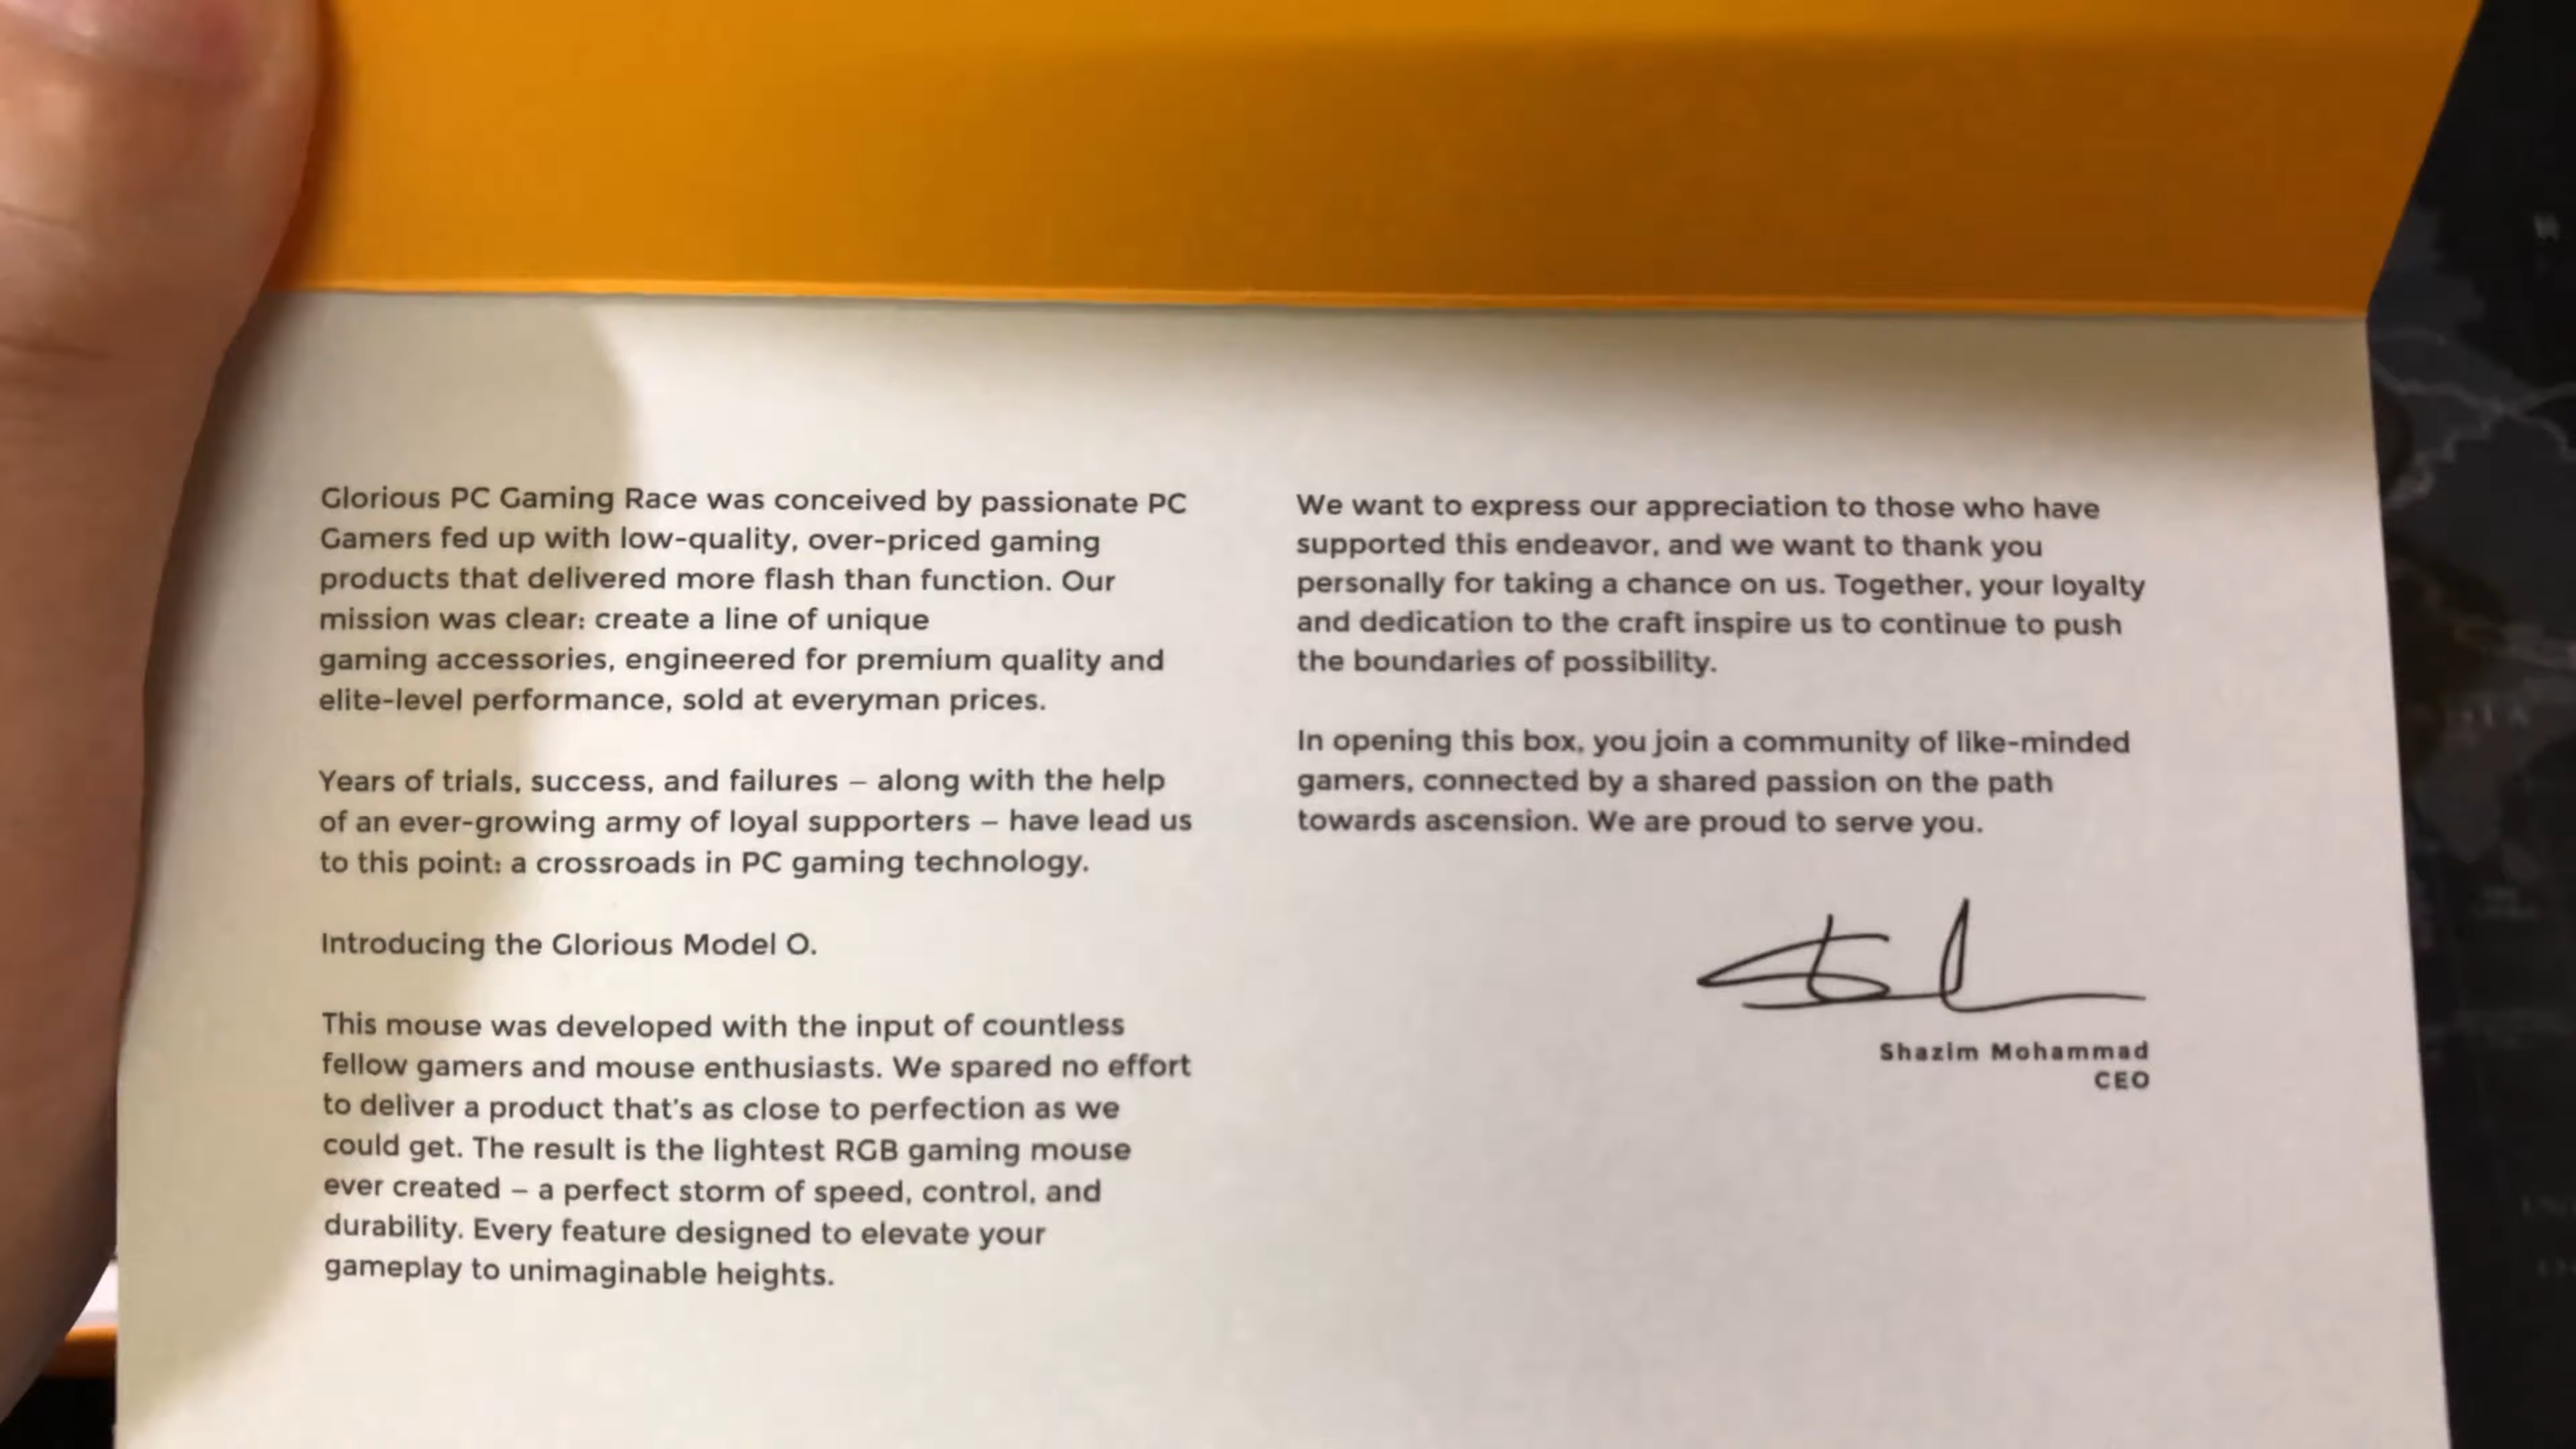 Glorious PC Gaming Race was conceived by passionate PC
Gamers fed up with low-quality, over-priced gaming
products that delivered more flash than function. Our
mission was clear: create a line of unique
gaming accessories, engineered for premium quality and
elite-level performance, sold at everyman prices.
Years of trials, success, and failures – along with the help
of an ever-growing army of loyal supporters – have lead us
to this point: a crossroads in PC gaming technology.
Introducing the Glorious Model O.
This mouse was developed with the input of countless
fellow gamers and mouse enthusiasts. We spared no effort
to deliver a product that's as close to perfection as we
could get. The result is the lightest RGB gaming mouse
ever created – a perfect storm of speed, control, and
durability. Every feature designed to elevate your
gameplay to unimaginable heights.
We want to express our appreciation to those who have
supported this endeavor, and we want to thank you
personally for taking a chance on us. Together, your loyalty
and dedication to the craft inspire us to continue to push
the boundaries of possibility.
In opening this box, you join a community of like-minded
gamers, connected by a shared passion on the path
towards ascension. We are proud to serve you.
Shazim Mohammad
CEO